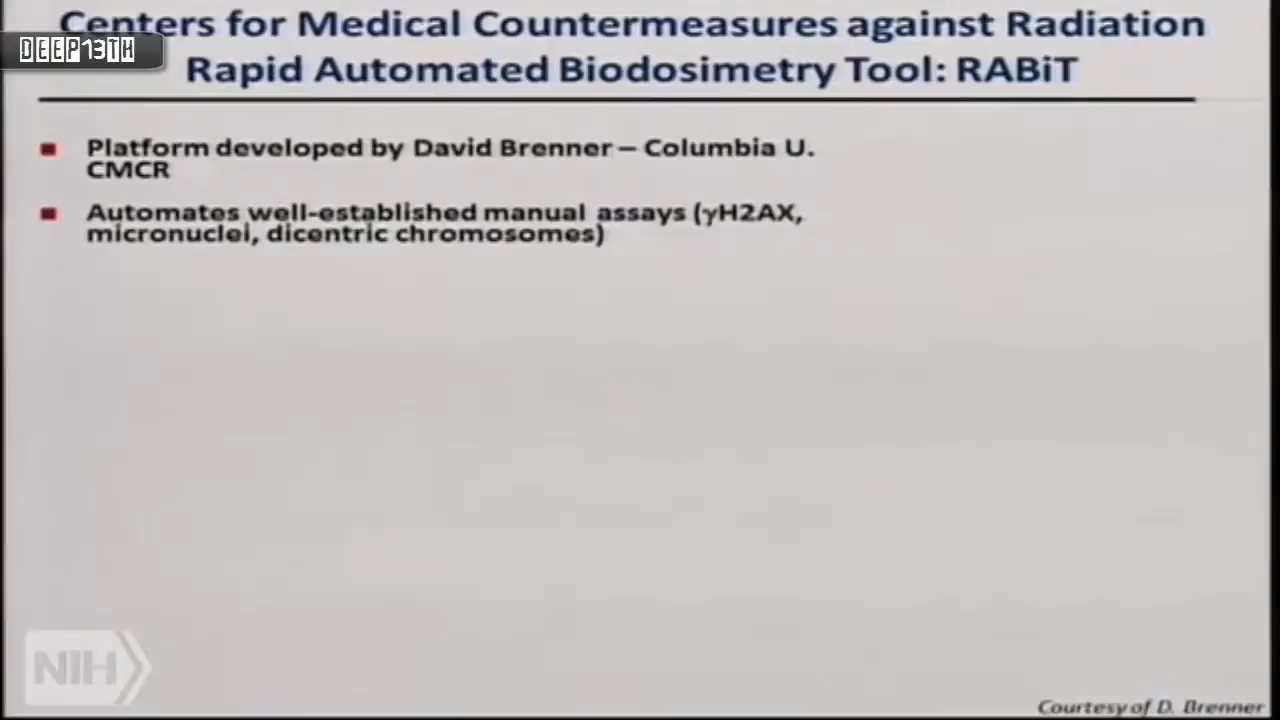 Centers for Medical Countermeasures against Radiation
DEEP13TH
Rapid Automated Biodosimetry Tool: RABiT
Platform developed by David Brenner – Columbia U.
CMCR
Automates well-established manual assays (γH2AX,
micronuclei, dicentric chromosomes)
NIH
Courtesy of D. Brenner